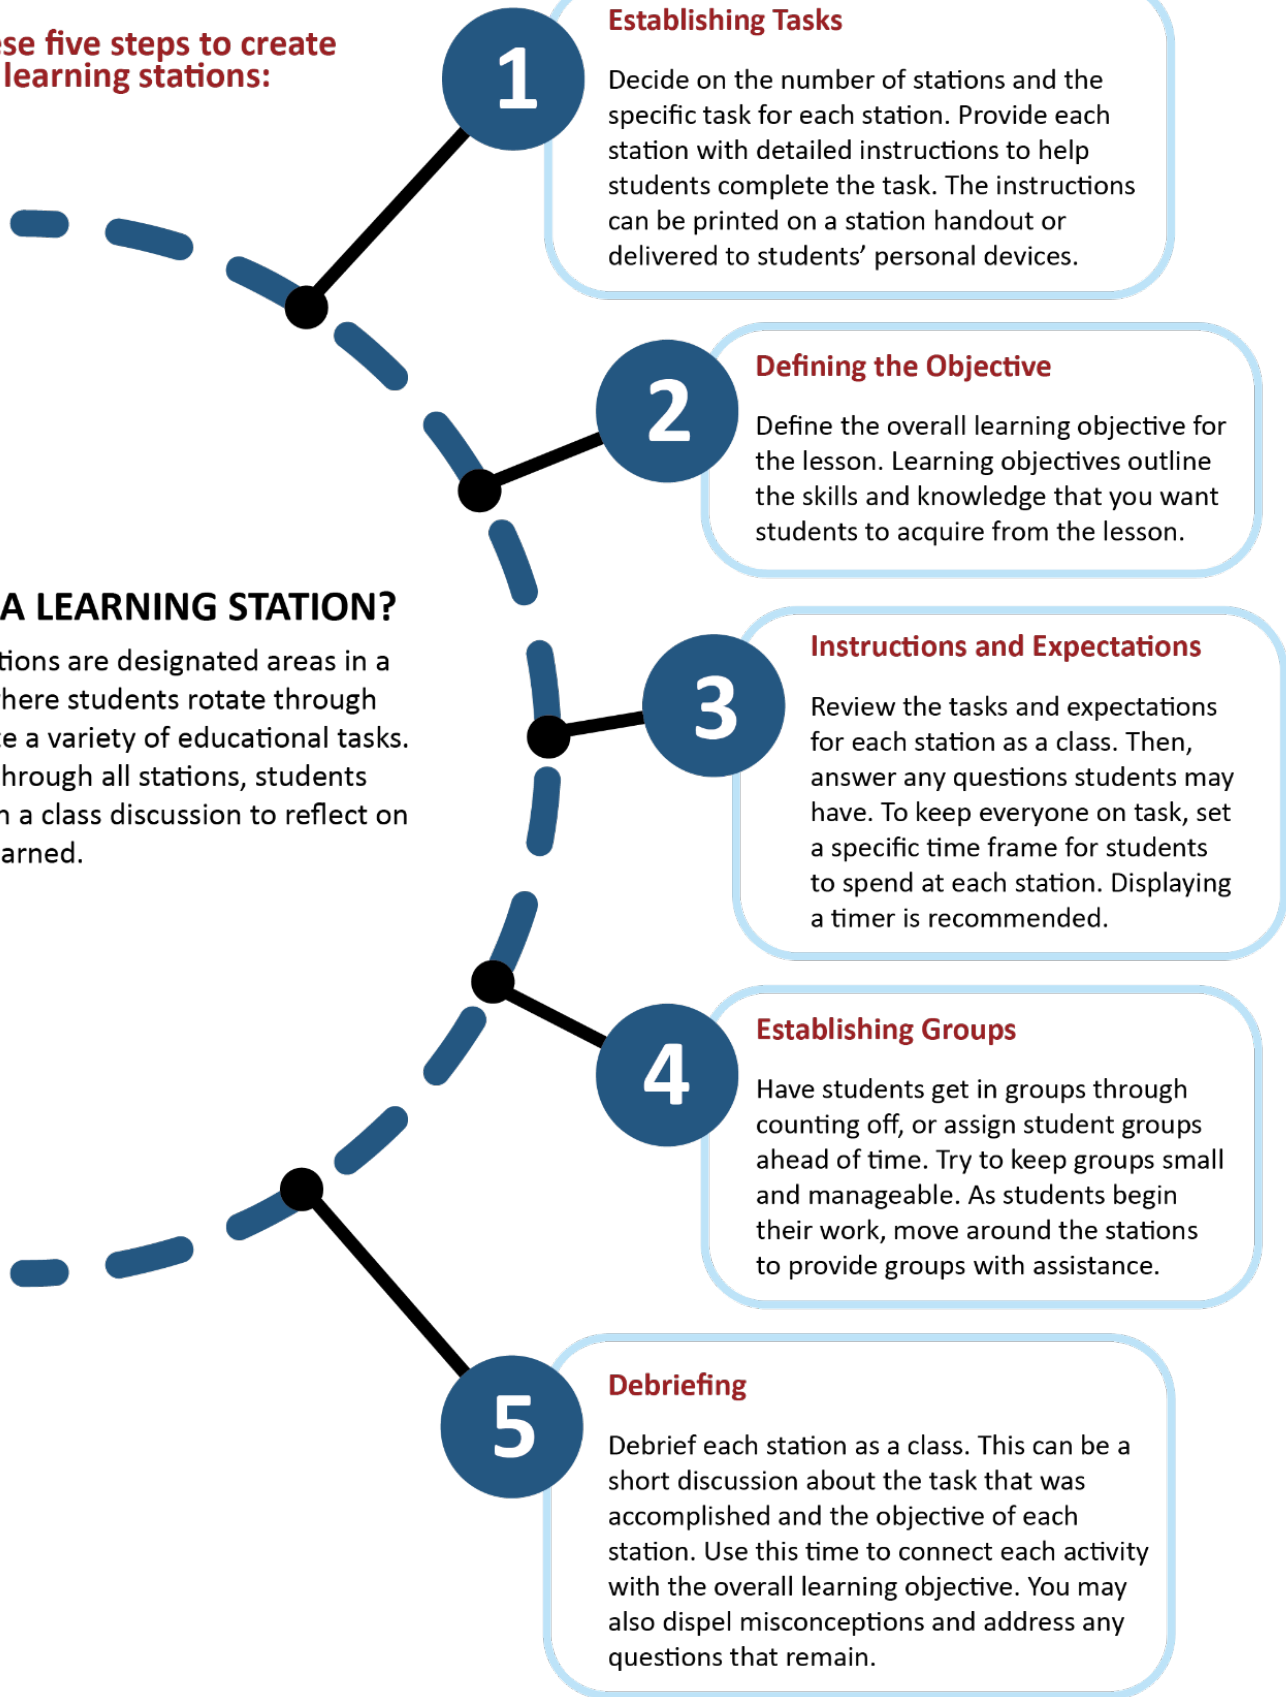 five steps to create
learning stations:
1
Establishing Tasks
Decide on the number of stations and the
specific task for each station. Provide each
station with detailed instructions to help
students complete the task. The instructions
can be printed on a station handout or
delivered to students’ personal devices.
2
Defining the Objective
Define the overall learning objective for
the lesson. Learning objectives outline
the skills and knowledge that you want
students to acquire from the lesson.
A LEARNING STATION?
are designated areas in a
students rotate through
a variety of educational tasks.
through all stations, students
a class discussion to reflect on
3
Instructions and Expectations
Review the tasks and expectations
for each station as a class. Then,
answer any questions students may
have. To keep everyone on task, set
a specific time frame for students
to spend at each station. Displaying
a timer is recommended.
4
Establishing Groups
Have students get in groups through
counting off, or assign student groups
ahead of time. Try to keep groups small
and manageable. As students begin
their work, move around the stations
to provide groups with assistance.
5
Debriefing
Debrief each station as a class. This can be a
short discussion about the task that was
accomplished and the objective of each
station. Use this time to connect each activity
with the overall learning objective. You may
also dispel misconceptions and address any
questions that remain.